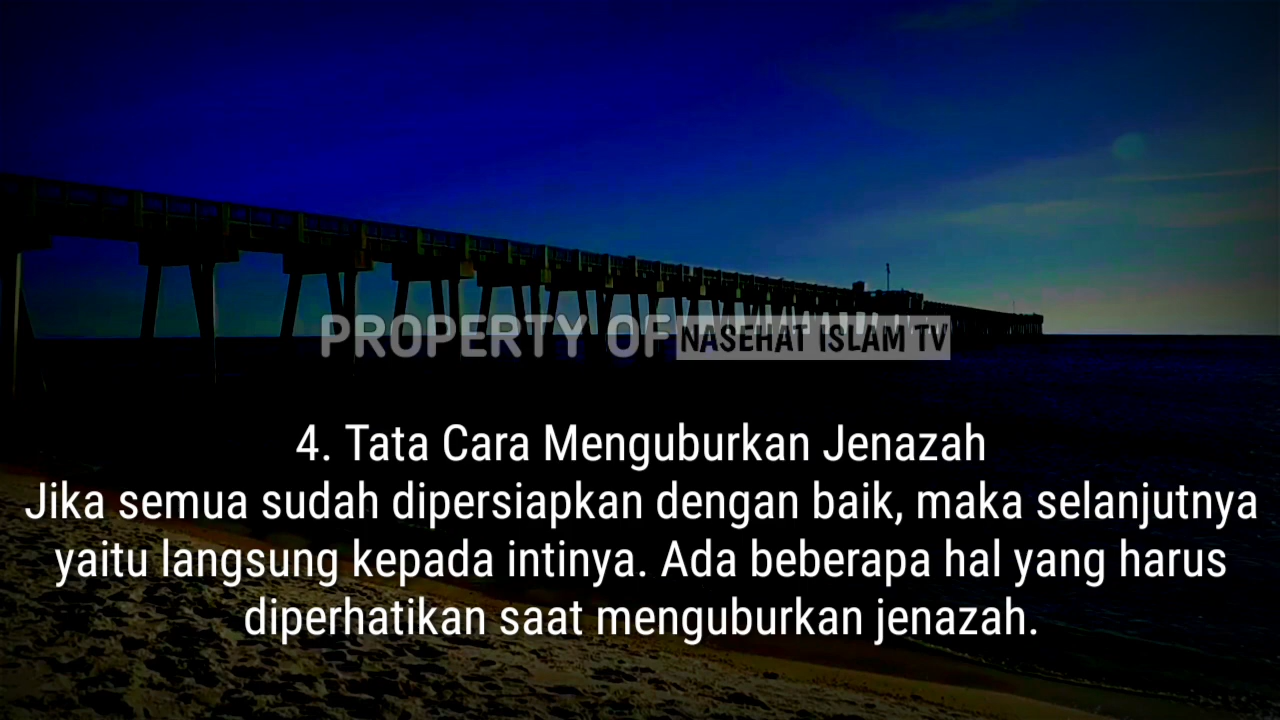 PROPERTY OF NASEHAT ISLAM TV
4. Tata Cara Menguburkan Jenazah
Jika semua sudah dipersiapkan dengan baik, maka selanjutnya
yaitu langsung kepada intinya. Ada beberapa hal yang harus
diperhatikan saat menguburkan jenazah.